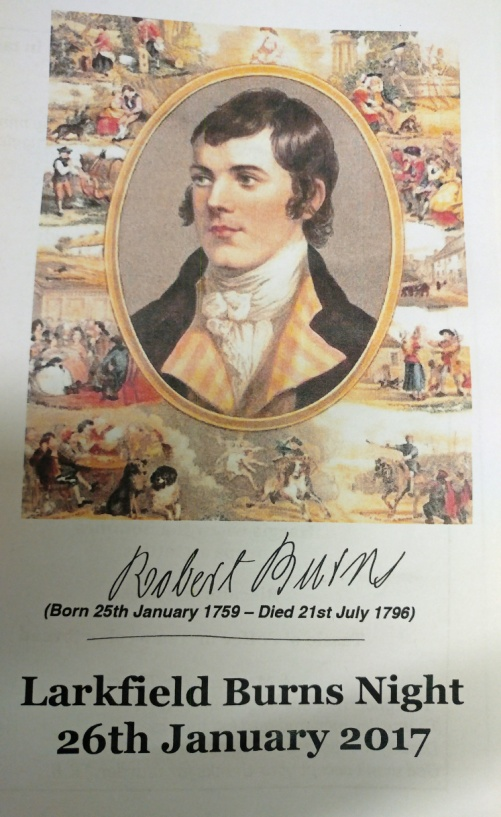 Robert Burns
(Born 25th January 1759 – Died 21st July 1796)
Larkfield Burns Night
26th January 2017